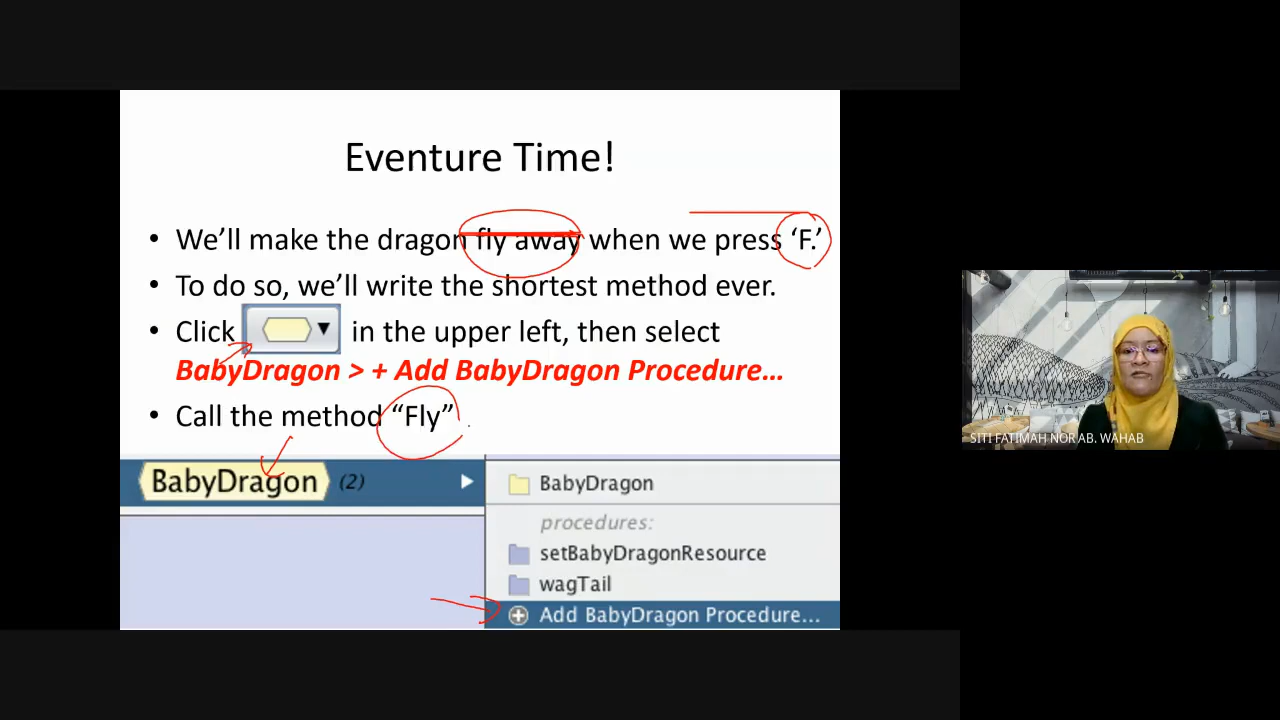 Eventure Time!
• We’ll make the dragon fly away when we press ‘F.’
• To do so, we’ll write the shortest method ever.
• Click in the upper left, then select
BabyDragon > + Add BabyDragon Procedure…
• Call the method “Fly”
BabyDragon (2)
BabyDragon
procedures:
setBabyDragonResource
wagTail
Add BabyDragon Procedure...
SITI FATIMAH NOR AB. WAHAB